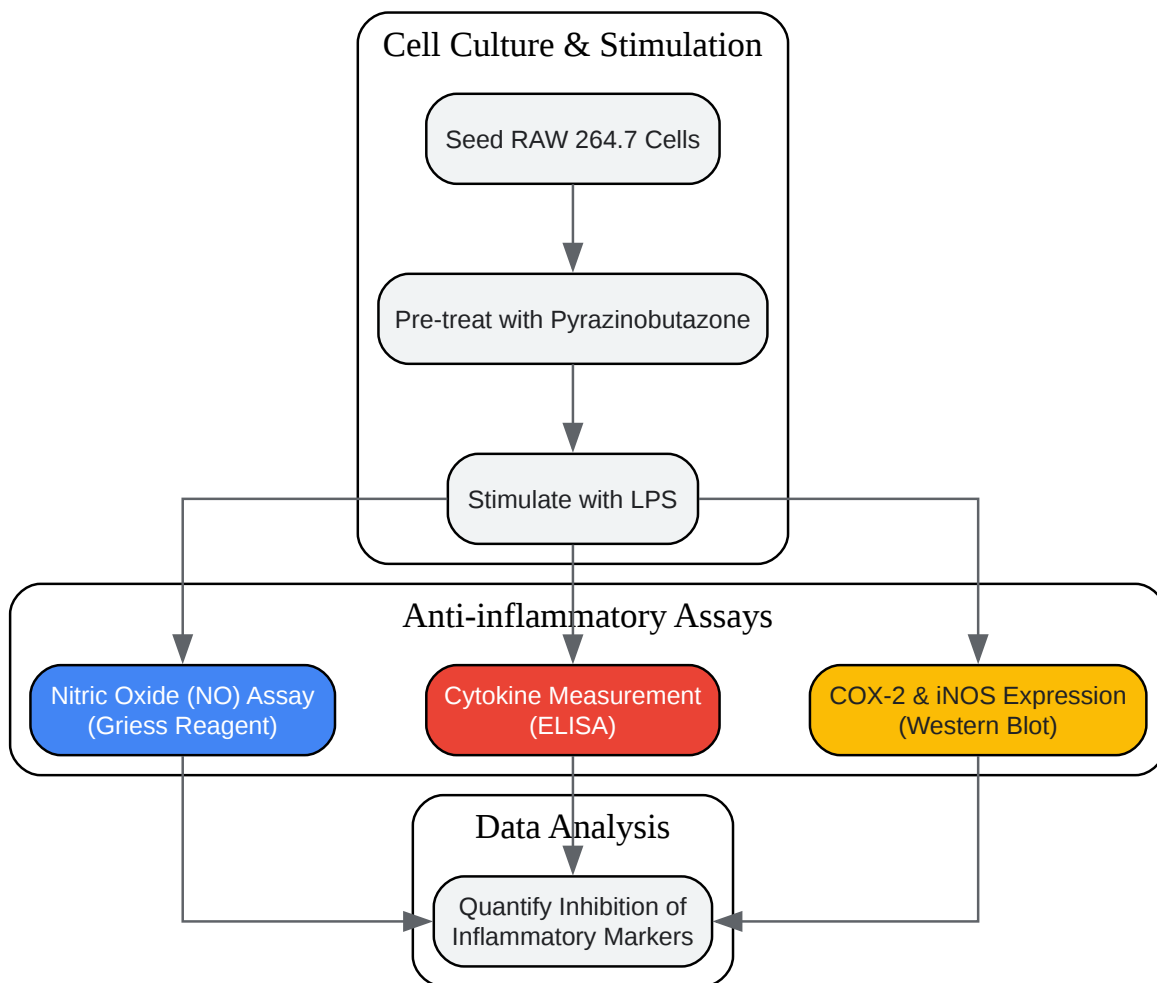 Cell Culture & Stimulation
Seed RAW 264.7 Cells
Pre-treat with Pyrazinobutazone
Stimulate with LPS
Anti-inflammatory Assays
Nitric Oxide (NO) Assay
(Griess Reagent)
Cytokine Measurement
(ELISA)
COX-2 & iNOS Expression
(Western Blot)
Data Analysis
Quantify Inhibition of
Inflammatory Markers